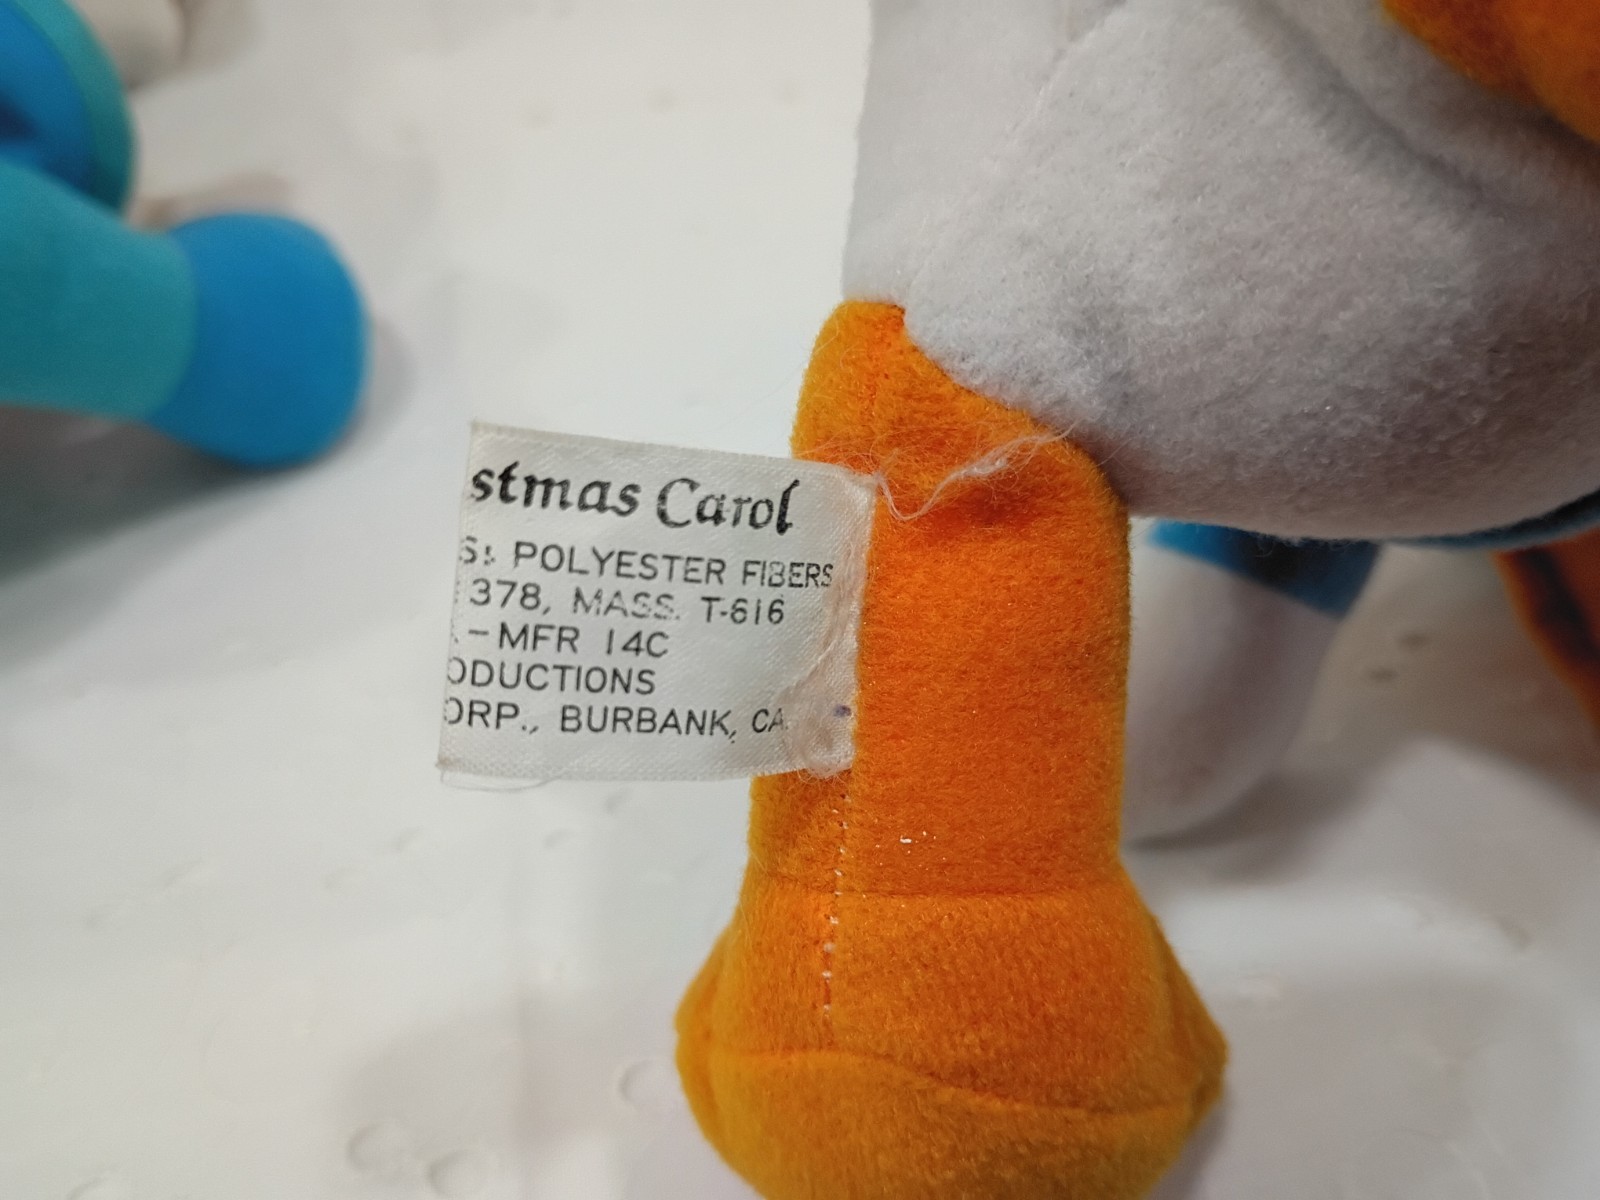 stmas Carol
S: POLYESTER FIBERS
378, MASS. T-616
- MFR 14C
ODUCTIONS
ORP., BURBANK, CA.